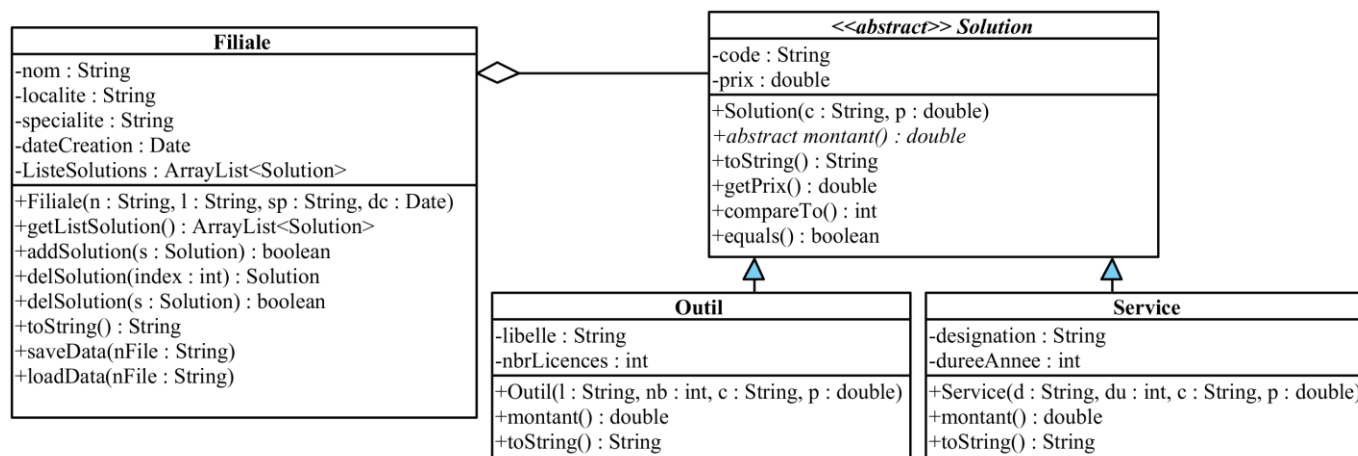 Filiale
-nom : String
-localite : String
-specialite : String
-dateCreation : Date
-ListeSolutions : ArrayList<Solution>
+Filiale(n : String, l : String, sp : String, dc : Date)
+getListSolution() : ArrayList<Solution>
+addSolution(s : Solution) : boolean
+delSolution(index : int) : Solution
+delSolution(s : Solution) : boolean
+toString() : String
+saveData(nFile : String)
+loadData(nFile : String)
<<abstract>> Solution
-code : String
-prix : double
+Solution(c : String, p : double)
+abstract montant() : double
+toString() : String
+getPrix() : double
+compareTo() : int
+equals() : boolean
Outil
-libelle : String
-nbrLicences : int
+Outil(l : String, nb : int, c : String, p : double)
+montant() : double
+toString() : String
Service
-designation : String
-dureeAnnee : int
+Service(d : String, du : int, c : String, p : double)
+montant() : double
+toString() : String